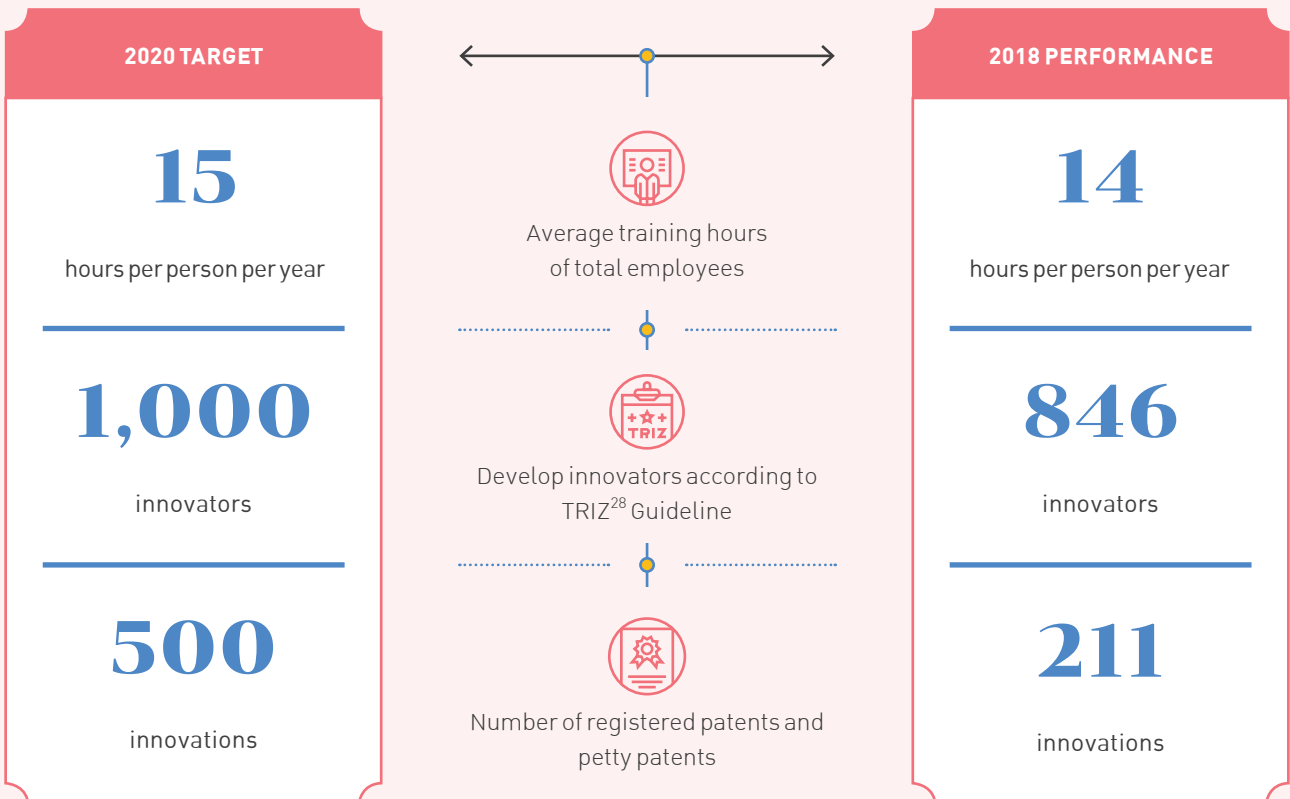 2020 TARGET
2018 PERFORMANCE
15
hours per person per year
Average training hours
of total employees
14
hours per person per year
1,000
innovators
TRIZ
Develop innovators according to
TRIZ28 Guideline
846
innovators
500
innovations
Number of registered patents and
petty patents
211
innovations